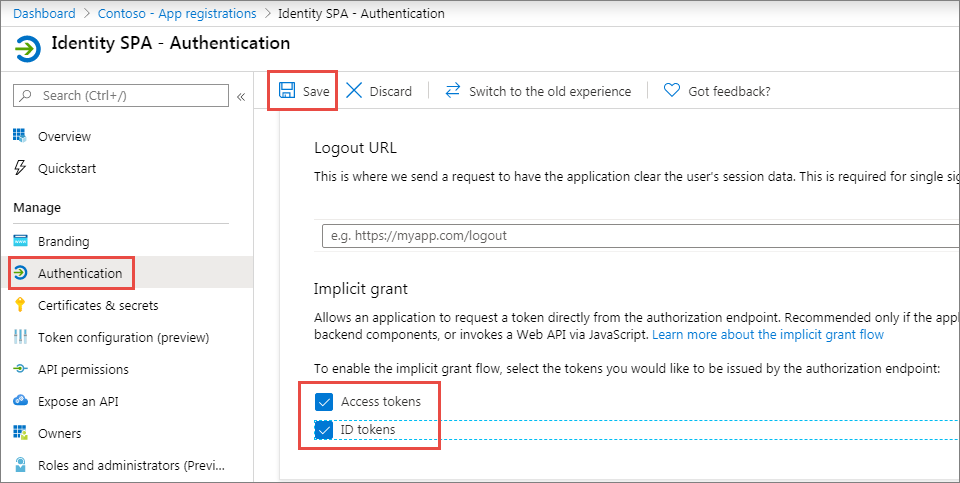 Dashboard > Contoso - App registrations > Identity SPA - Authentication
Identity SPA - Authentication
Search (Ctrl+/)
«
Overview
Quickstart
Manage
Branding
Authentication
Certificates & secrets
Token configuration (preview)
API permissions
Expose an API
Owners
Roles and administrators (Previ...
Save
Discard
Switch to the old experience
Got feedback?
Logout URL
This is where we send a request to have the application clear the user's session data. This is required for single sig
e.g. https://myapp.com/logout
Implicit grant
Allows an application to request a token directly from the authorization endpoint. Recommended only if the appl
backend components, or invokes a Web API via JavaScript. Learn more about the implicit grant flow
To enable the implicit grant flow, select the tokens you would like to be issued by the authorization endpoint:
Access tokens
ID tokens